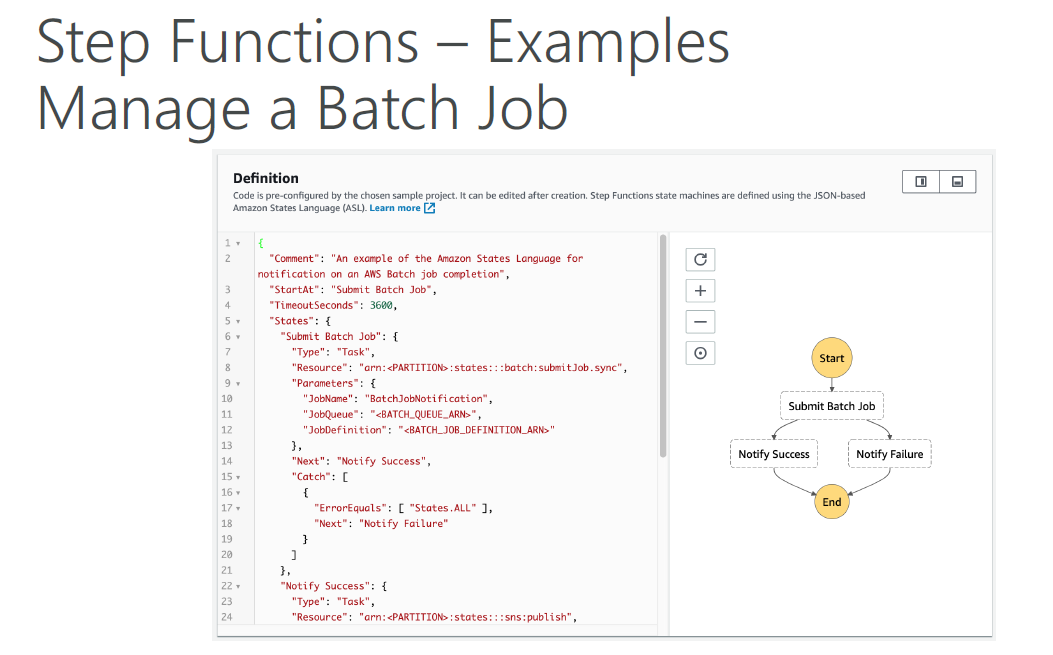 Step Functions – Examples
Manage a Batch Job
Definition
Code is pre-configured by the chosen sample project. It can be edited after creation. Step Functions state machines are defined using the JSON-based
Amazon States Language (ASL). Learn more
1 {
2 "Comment": "An example of the Amazon States Language for
notification on an AWS Batch job completion",
3 "StartAt": "Submit Batch Job",
4 "TimeoutSeconds": 3600,
5 "States": {
6 "Submit Batch Job": {
7 "Type": "Task",
8 "Resource": "arn:<PARTITION>:states:::batch:submitJob.sync",
9 "Parameters": {
10 "JobName": "BatchJobNotification",
11 "JobQueue": "<BATCH_QUEUE_ARN>",
12 "JobDefinition": "<BATCH_JOB_DEFINITION_ARN>"
13 },
14 "Next": "Notify Success",
15 "Catch": [
16 {
17 "ErrorEquals": [ "States.ALL" ],
18 "Next": "Notify Failure"
19 }
20 ]
21 },
22 "Notify Success": {
23 "Type": "Task",
24 "Resource": "arn:<PARTITION>:states:::sns:publish",
Start
Submit Batch Job
Notify Success
Notify Failure
End